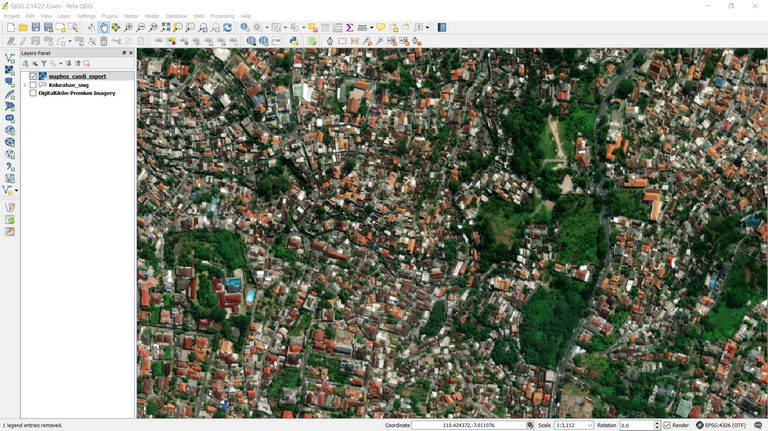 QGIS 2.14.22-Essen - Peta QGIS
Project Edit View Layer Settings Plugins Vector Raster Database Web Processing Help
Layers Panel
mapbox_candi_export
Kelurahan_smg
DigitalGlobe Premium Imagery
1 legend entries removed. Coordinate 110.424372,-7.011076 Scale 1:3,112 Rotation 0.0 Render EPSG:4326 (OTF)